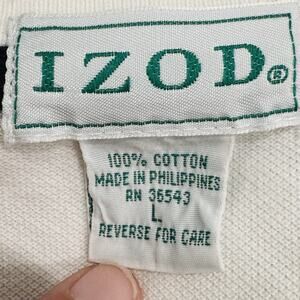 IZOD®
100% COTTON
MADE IN PHILIPPINES
RN 36543
L
REVERSE FOR CARE